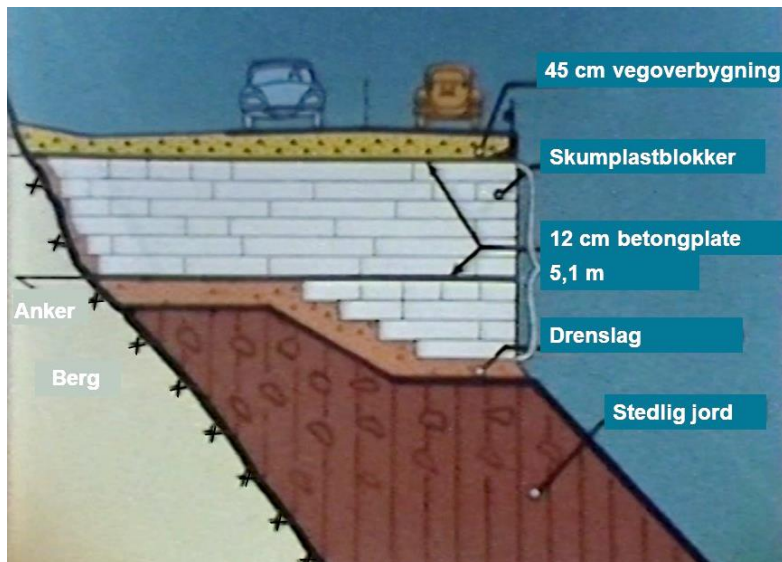 45 cm vegoverbygning
Skumplastblokker
12 cm betongplate
5,1 m
Anker
Drenslag
Berg
Stedlig jord